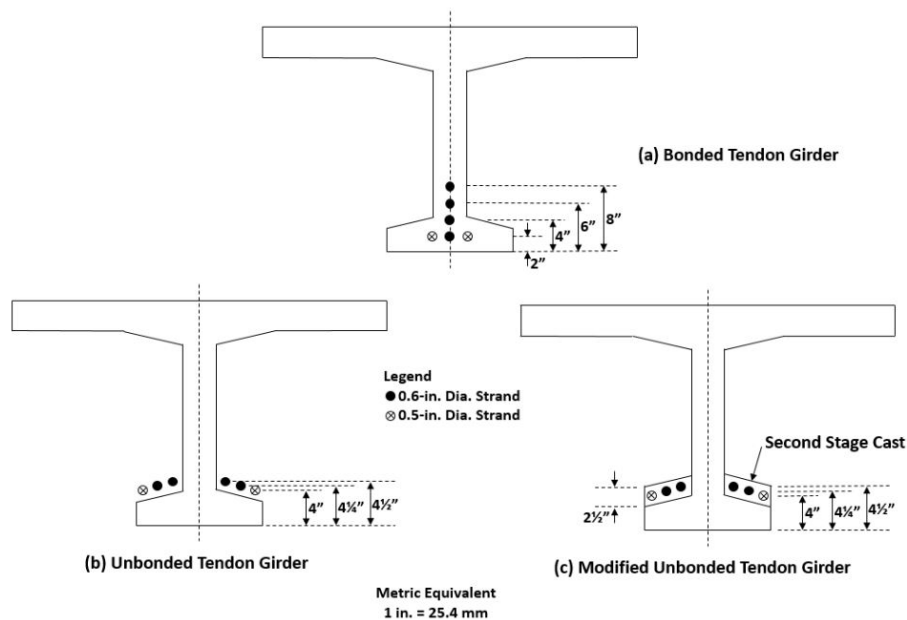 (a) Bonded Tendon Girder
8”
6”
4”
2”
Legend
0.6-in. Dia. Strand
0.5-in. Dia. Strand
Second Stage Cast
4”
4¼”
4½”
2½”
4”
4¼”
4½”
(b) Unbonded Tendon Girder
(c) Modified Unbonded Tendon Girder
Metric Equivalent
1 in. = 25.4 mm